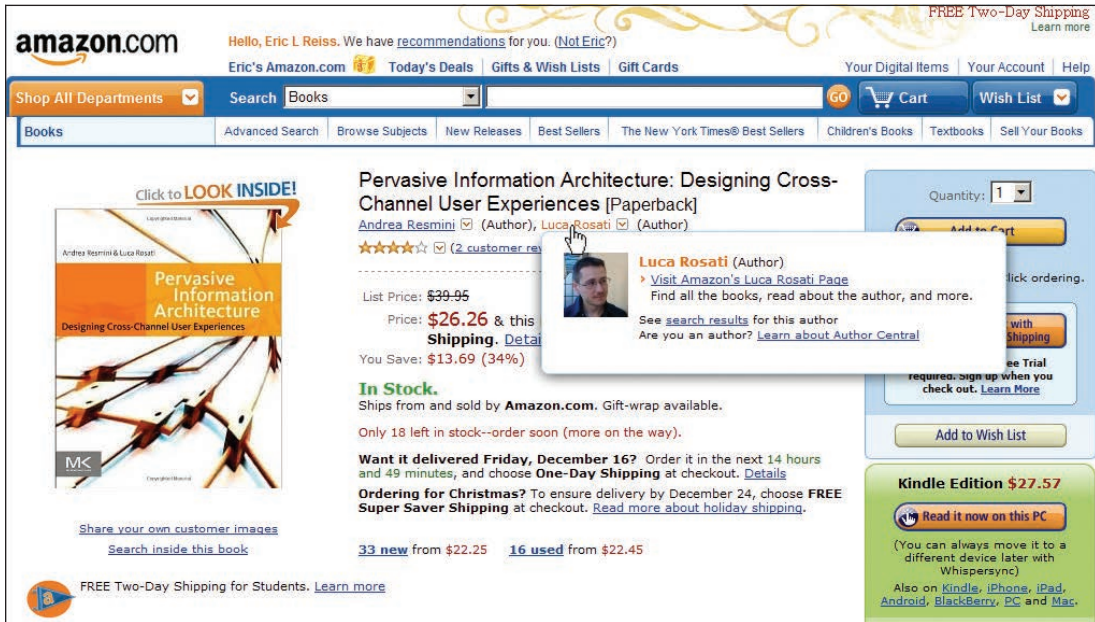 FREE Two-Day Shipping
Learn more
amazon.com
Hello, Eric L Reiss. We have recommendations for you. (Not Eric?)
Eric's Amazon.com Today's Deals Gifts & Wish Lists Gift Cards
Your Digital Items Your Account Help
Shop All Departments Search Books GO Cart Wish List
Books Advanced Search Browse Subjects New Releases Best Sellers The New York Times® Best Sellers Children's Books Textbooks Sell Your Books
Click to LOOK INSIDE!
Copyrighted Material
Andrea Resmini & Luca Rosati
Pervasive
Information
Architecture
Designing Cross-Channel User Experiences
MK
Copyrighted Material
Share your own customer images
Search inside this book
FREE Two-Day Shipping for Students. Learn more
Pervasive Information Architecture: Designing Cross-
Channel User Experiences [Paperback]
Andrea Resmini (Author), Luca Rosati (Author)
(2 customer
Luca Rosati (Author)
Visit Amazon's Luca Rosati Page
Find all the books, read about the author, and more.
See search results for this author
Are you an author? Learn about Author Central
List Price: $39.95
Price: $26.26 & this
Shipping.
You Save: $13.69 (34%)
In Stock.
Ships from and sold by Amazon.com. Gift-wrap available.
Only 18 left in stock--order soon (more on the way).
Want it delivered Friday, December 16? Order it in the next 14 hours
and 49 minutes, and choose One-Day Shipping at checkout. Details
Ordering for Christmas? To ensure delivery by December 24, choose FREE
Super Saver Shipping at checkout. Read more about holiday shipping.
33 new from $22.25 16 used from $22.45
Quantity: 1
Add to Cart
ordering.
with
Shipping
Trial
required. Sign up when you
check out. Learn More
Add to Wish List
Kindle Edition $27.57
Read it now on this PC
(You can always move it to a
different device later with
Whispersync)
Also on Kindle, iPhone, iPad,
Android, BlackBerry, PC and Mac.